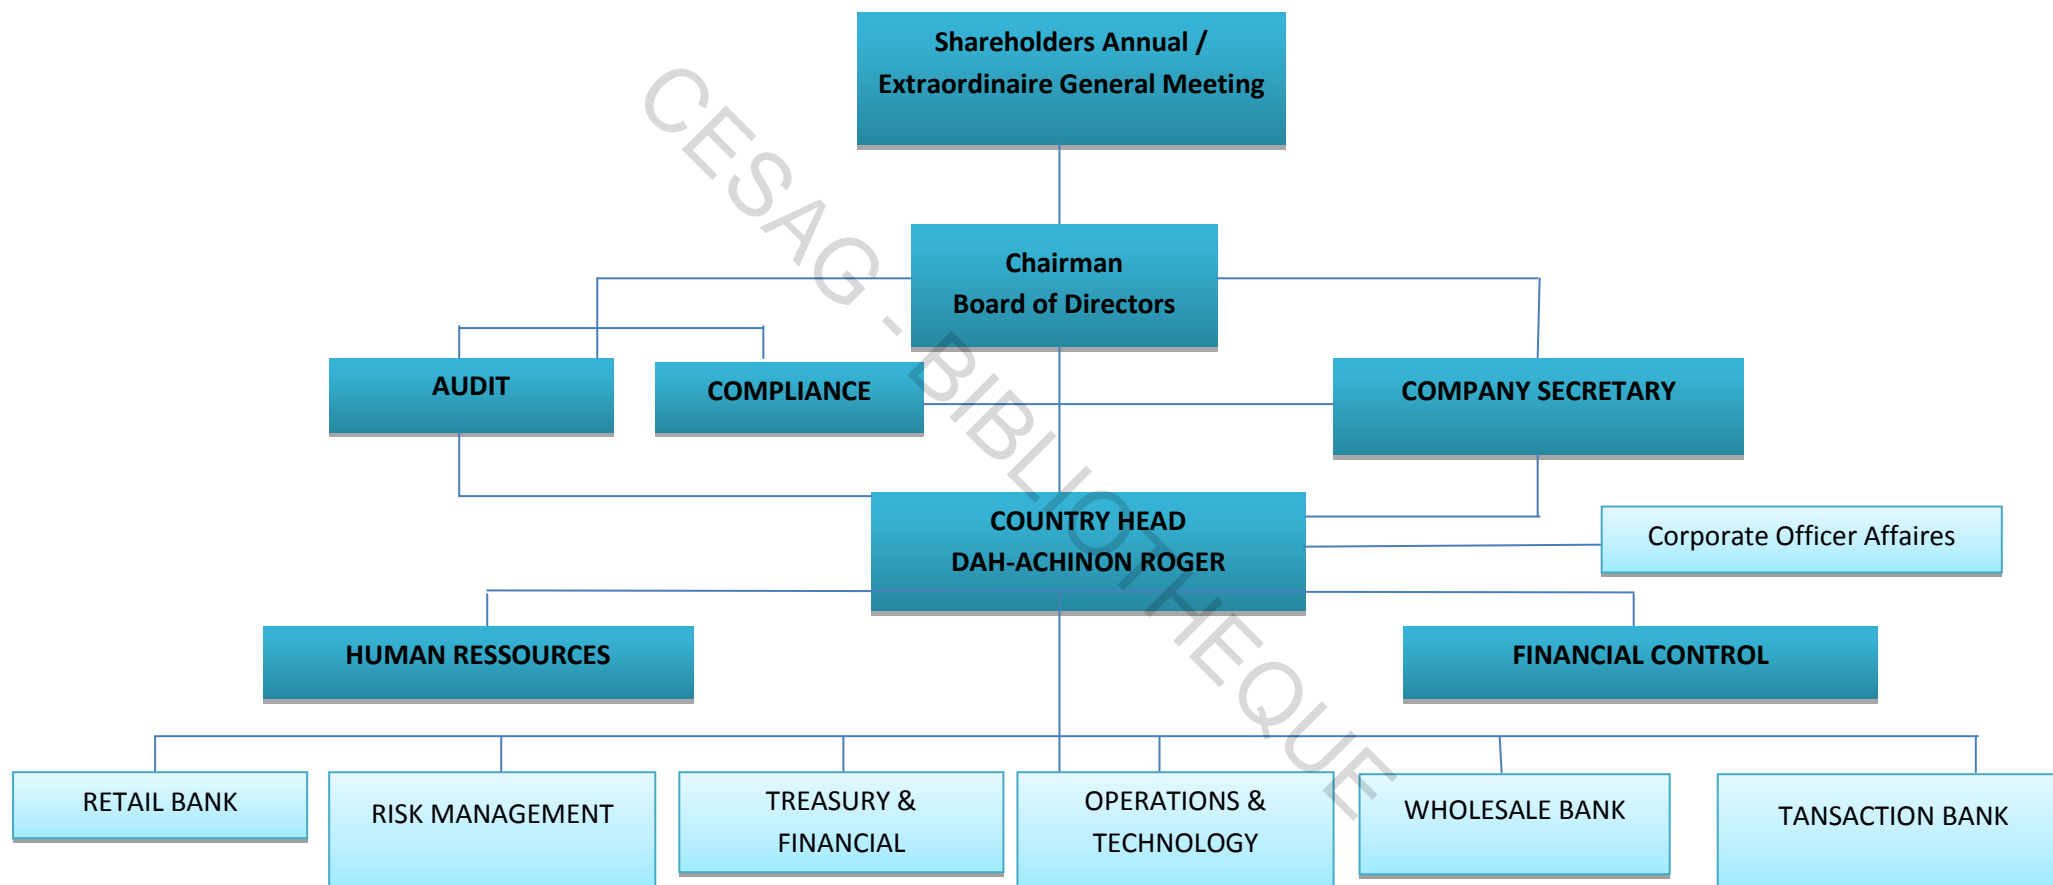 Shareholders Annual /
Extraordinaire General Meeting
Chairman
Board of Directors
AUDIT
COMPLIANCE
COMPANY SECRETARY
COUNTRY HEAD
DAH-ACHINON ROGER
Corporate Officer Affaires
HUMAN RESSOURCES
FINANCIAL CONTROL
RETAIL BANK
RISK MANAGEMENT
TREASURY &
FINANCIAL
OPERATIONS &
TECHNOLOGY
WHOLESALE BANK
TANSACTION BANK
CESAG - BIBLIOTHEQUE